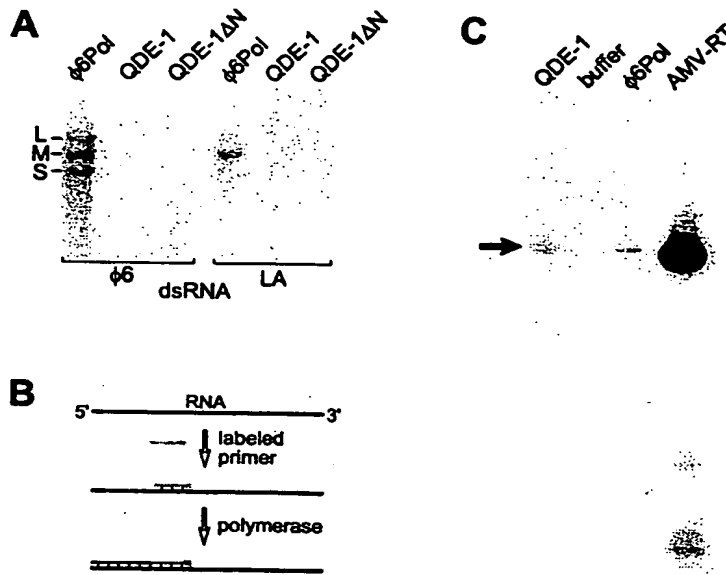 A
ϕ6Pol
QDE-1
QDE-1ΔN
ϕ6Pol
QDE-1
QDE-1ΔN
L
M
S
ϕ6
LA
dsRNA
B
RNA
5'
3'
labeled
primer
polymerase
C
QDE-1
buffer
ϕ6Pol
AMV-RT